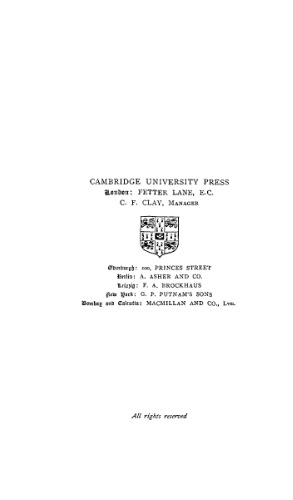 CAMBRIDGE UNIVERSITY PRESS
London: FETTER LANE, E.C.
C. F. CLAY, MANAGER
Edinburgh: 100, PRINCES STREET
Berlin: A. ASHER AND CO.
Leipzig: F. A. BROCKHAUS
New York: G. P. PUTNAM'S SONS
Bombay and Calcutta: MACMILLAN AND CO., LTD.
All rights reserved